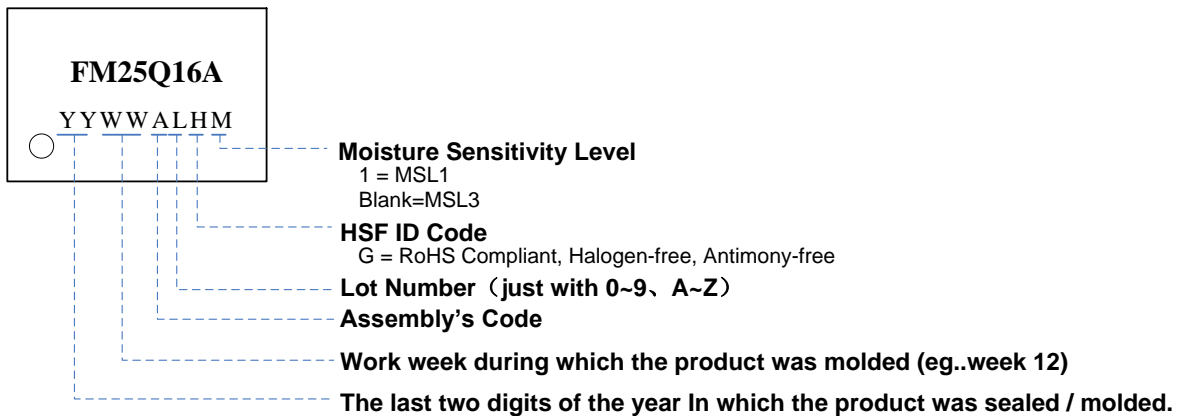 FM25Q16A
YYWWALHM
Moisture Sensitivity Level
1 = MSL1
Blank=MSL3
HSF ID Code
G = RoHS Compliant, Halogen-free, Antimony-free
Lot Number（just with 0~9、A~Z）
Assembly's Code
Work week during which the product was molded (eg..week 12)
The last two digits of the year In which the product was sealed / molded.